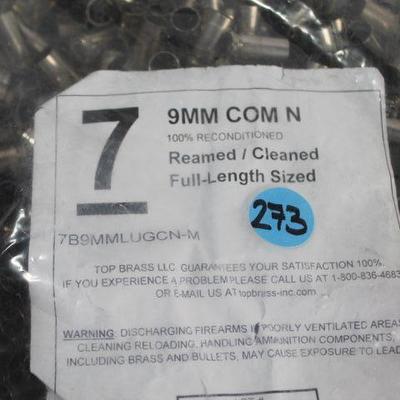 7
9MM COM N
100% RECONDITIONED
Reamed / Cleaned
Full-Length Sized
273
7B9MMLUGCN-M
TOP BRASS LLC GUARANTEES YOUR SATISFACTION 100%.
IF YOU EXPERIENCE A PROBLEM PLEASE CALL US AT 1-800-836-4683
OR E-MAIL US AT topbrass-inc.com
WARNING: DISCHARGING FIREARMS IN POORLY VENTILATED AREAS,
CLEANING RELOADING, HANDLING AMMUNITION COMPONENTS,
INCLUDING BRASS AND BULLETS, MAY CAUSE EXPOSURE TO LEAD